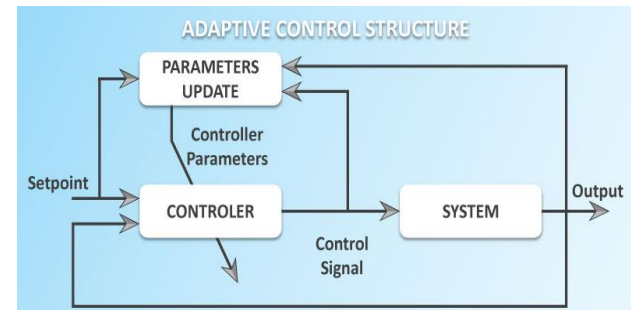 ADAPTIVE CONTROL STRUCTURE
PARAMETERS
UPDATE
Controller
Parameters
Setpoint
CONTROLER
SYSTEM
Output
Control
Signal